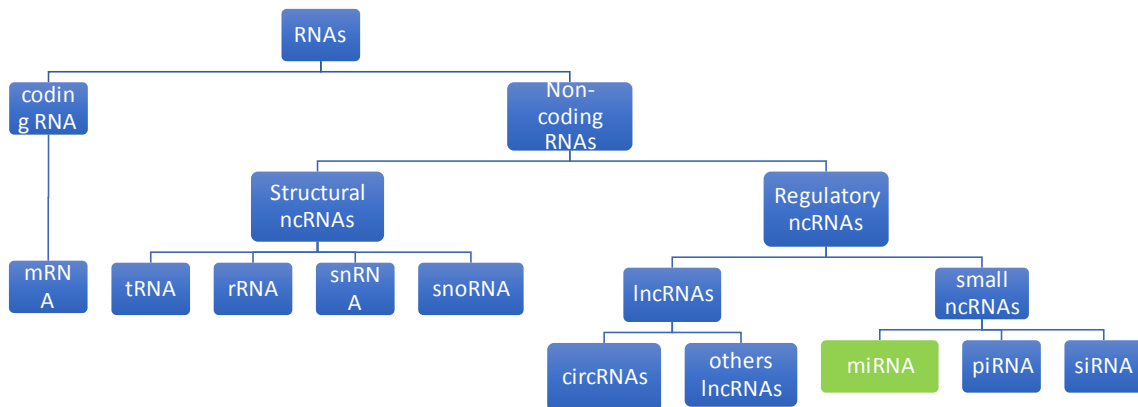 RNAs
codin
g RNA
Non-
coding
RNAs
Structural
ncRNAs
Regulatory
ncRNAs
mRN
A
tRNA
rRNA
snRN
A
snoRNA
lncRNAs
small
ncRNAs
circRNAs
others
lncRNAs
miRNA
piRNA
siRNA